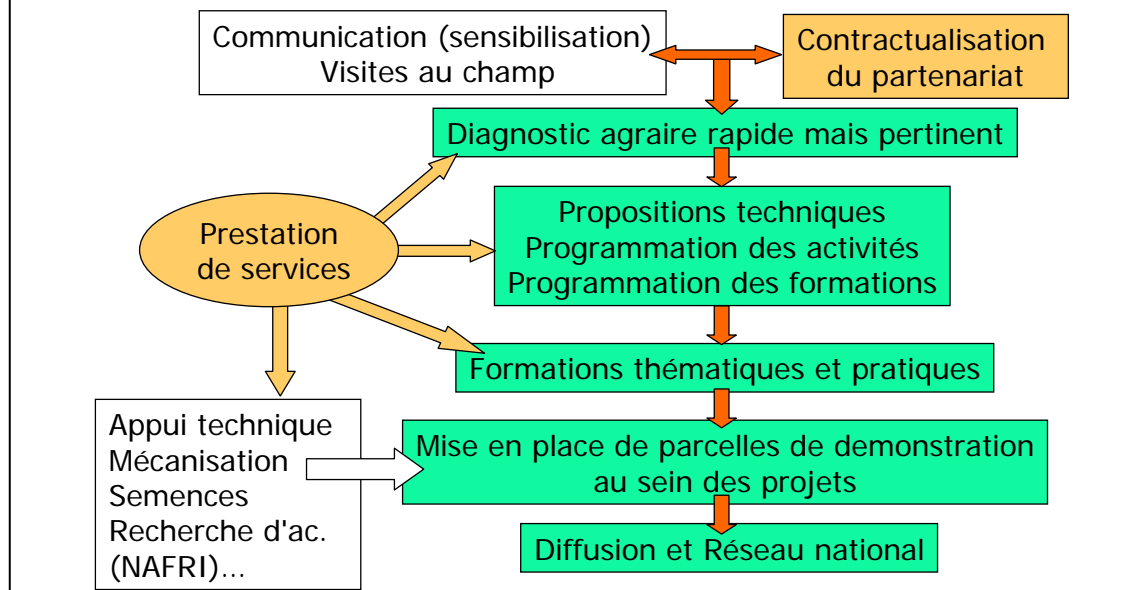 Communication (sensibilisation)
Visites au champ
Contractualisation
du partenariat
Diagnostic agraire rapide mais pertinent
Prestation
de services
Propositions techniques
Programmation des activités
Programmation des formations
Formations thématiques et pratiques
Appui technique
Mécanisation
Semences
Recherche d'ac.
(NAFRI)...
Mise en place de parcelles de demonstration
au sein des projets
Diffusion et Réseau national